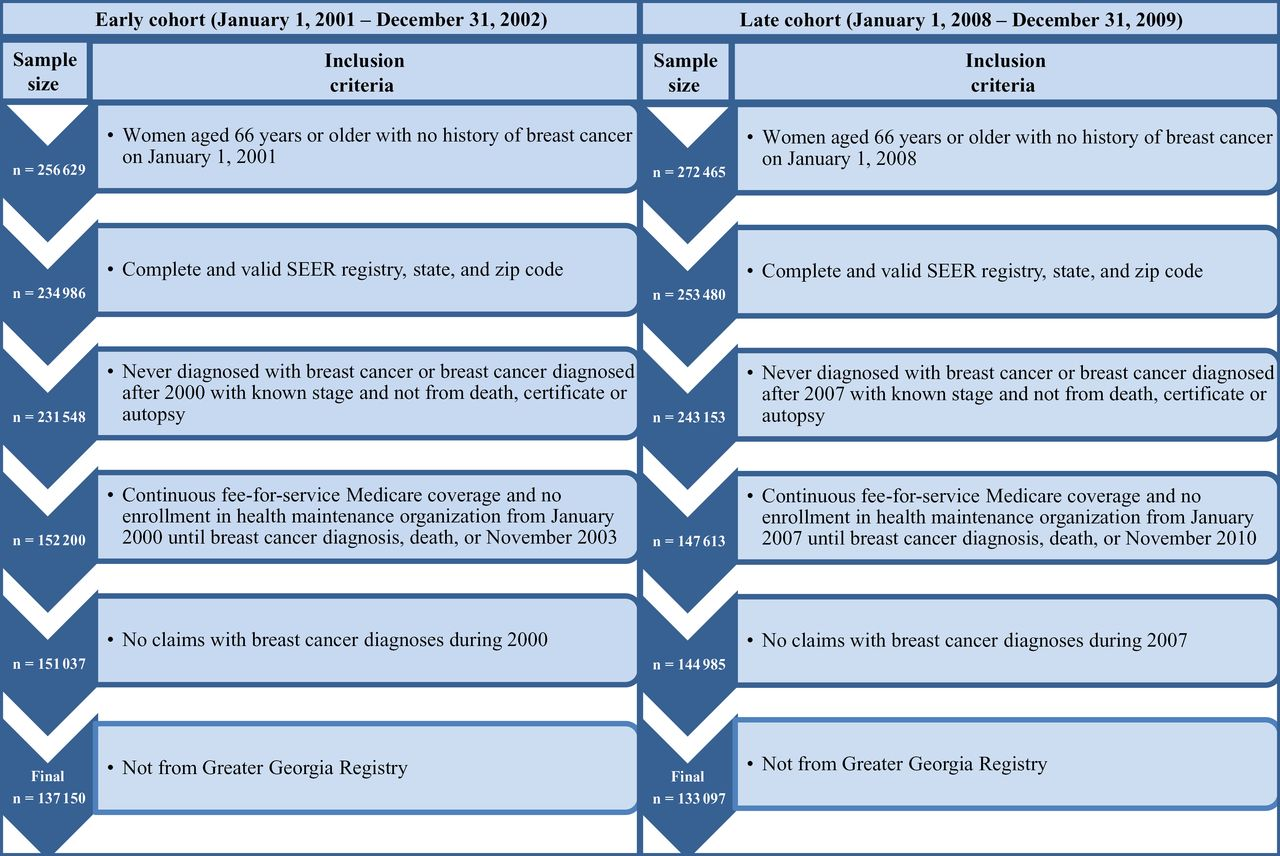 Early cohort (January 1, 2001 – December 31, 2002)
Sample
size
Inclusion
criteria
n = 256 629
• Women aged 66 years or older with no history of breast cancer
on January 1, 2001
n = 234 986
• Complete and valid SEER registry, state, and zip code
n = 231 548
• Never diagnosed with breast cancer or breast cancer diagnosed
after 2000 with known stage and not from death, certificate or
autopsy
n = 152 200
• Continuous fee-for-service Medicare coverage and no
enrollment in health maintenance organization from January
2000 until breast cancer diagnosis, death, or November 2003
n = 151 037
• No claims with breast cancer diagnoses during 2000
Final
n = 137 150
• Not from Greater Georgia Registry
Late cohort (January 1, 2008 – December 31, 2009)
Sample
size
Inclusion
criteria
n = 272 465
• Women aged 66 years or older with no history of breast cancer
on January 1, 2008
n = 253 480
• Complete and valid SEER registry, state, and zip code
n = 243 153
• Never diagnosed with breast cancer or breast cancer diagnosed
after 2007 with known stage and not from death, certificate or
autopsy
n = 147 613
• Continuous fee-for-service Medicare coverage and no
enrollment in health maintenance organization from January
2007 until breast cancer diagnosis, death, or November 2010
n = 144 985
• No claims with breast cancer diagnoses during 2007
Final
n = 133 097
• Not from Greater Georgia Registry